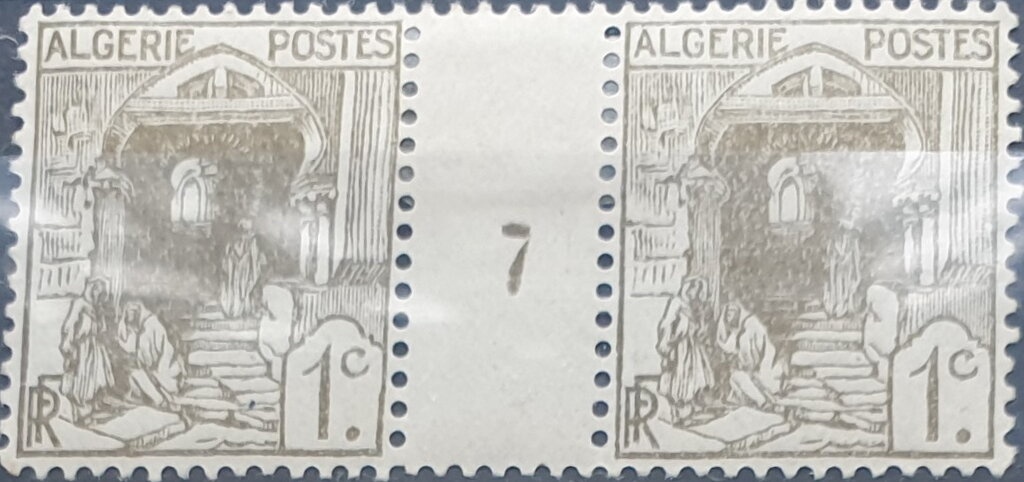 ALGERIE POSTES
RF
1c.
7
ALGERIE POSTES
RF
1c.